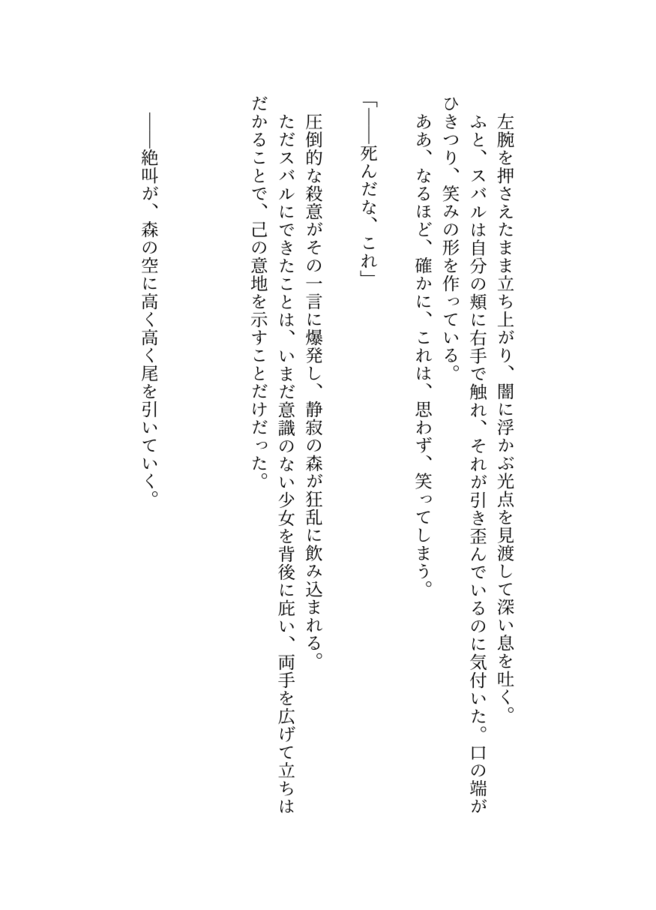 左腕を押さえたまま立ち上がり、闇に浮かぶ光点を見渡して深い息を吐く。
ふと、スバルは自分の頬に右手で触れ、それが引き歪んでいるのに気付いた。口の端が
ひきつり、笑みの形を作っている。
ああ、なるほど、確かに、これは、思わず、笑ってしまう。
「――死んだな、これ」
圧倒的な殺意がその一言に爆発し、静寂の森が狂乱に飲み込まれる。
ただスバルにできたことは、いまだ意識のない少女を背後に庇い、両手を広げて立ちは
だかることで、己の意地を示すことだけだった。
――絶叫が、森の空に高く高く尾を引いていく。